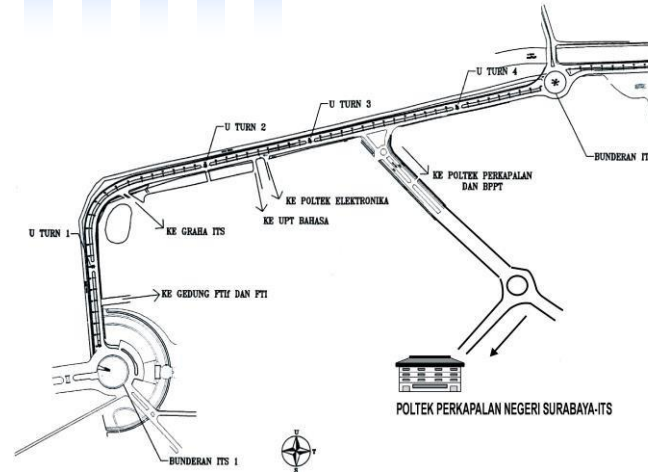 U TURN 4
U TURN 3
U TURN 2
BUNDERAN IT
KE POLTEK PERKAPALAN
DAN BPPT
KE POLTEK ELEKTRONIKA
KE UPT BAHASA
KE GRAHA ITS
U TURN 1
KE GEDUNG FTIf DAN FTI
POLTEK PERKAPALAN NEGERI SURABAYA-ITS
BUNDERAN ITS 1
U
T
S